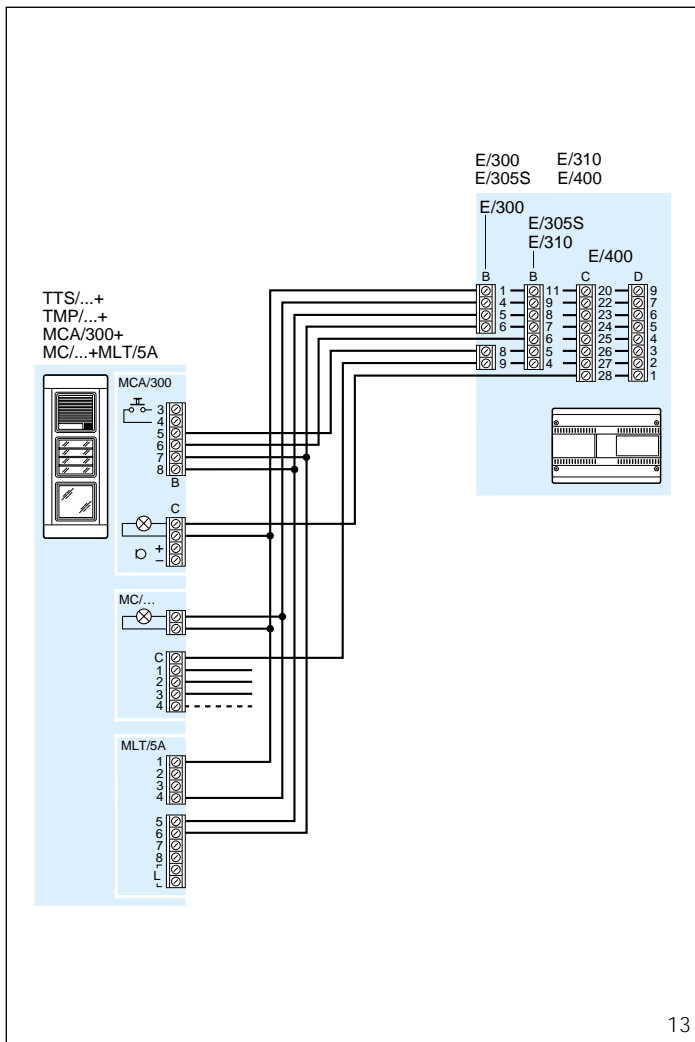 E/300 E/310
E/305S E/400
E/300
E/305S
E/310
E/400
B B C D
1 11 20 9
4 9 22 7
5 8 23 6
6 7 24 5
6 25 4
8 5 26 3
9 4 27 2
28 1
TTS/...+
TMP/...+
MCA/300+
MC/...+MLT/5A
MCA/300
3
4
5
6
7
8
B
C
+
–
MC/...
C
1
2
3
4
MLT/5A
1
2
3
4
5
6
7
8
L
13